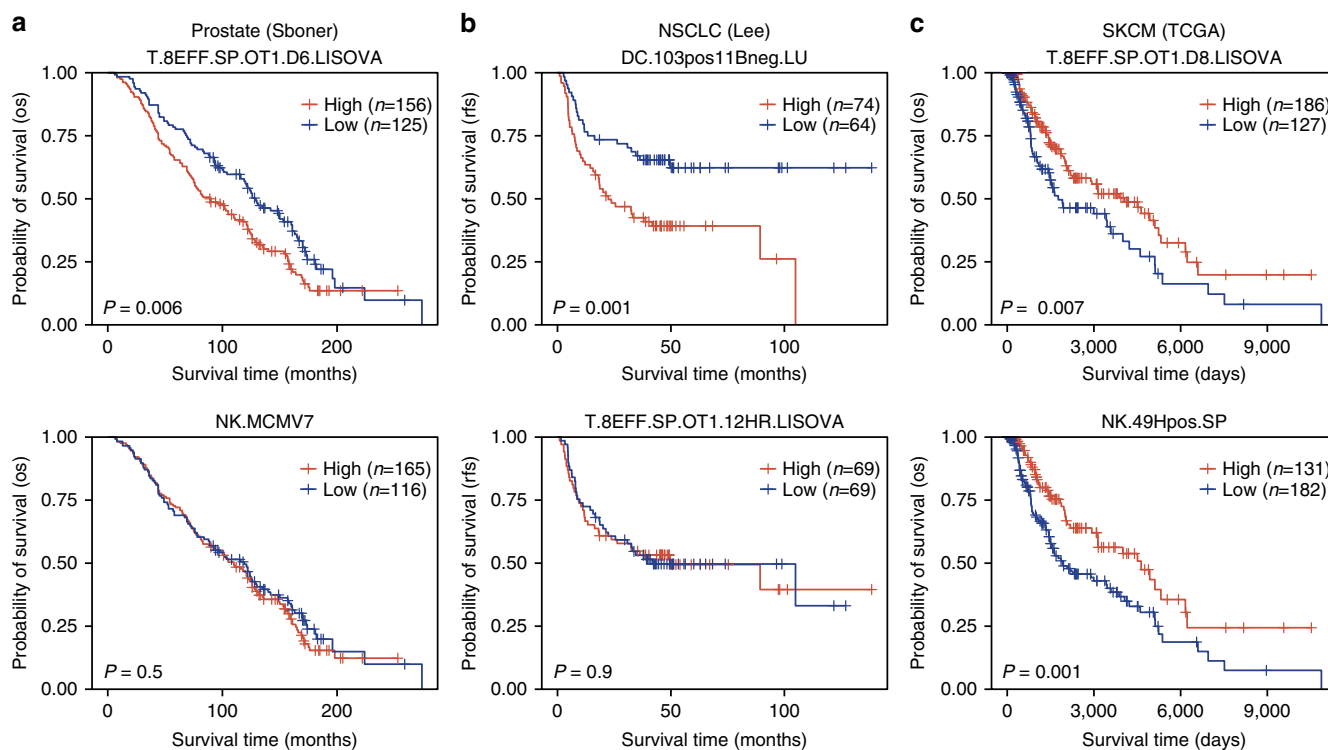 a
Prostate (Sboner)
T.8EFF.SP.OT1.D6.LISOVA
1.00
0.75
0.50
0.25
0.00
Probability of survival (os)
High (n=156)
Low (n=125)
P = 0.006
0
100
200
Survival time (months)
NK.MCMV7
1.00
0.75
0.50
0.25
0.00
Probability of survival (os)
High (n=165)
Low (n=116)
P = 0.5
0
100
200
Survival time (months)
b
NSCLC (Lee)
DC.103pos11Bneg.LU
1.00
0.75
0.50
0.25
0.00
Probability of survival (rfs)
High (n=74)
Low (n=64)
P = 0.001
0
50
100
Survival time (months)
T.8EFF.SP.OT1.12HR.LISOVA
1.00
0.75
0.50
0.25
0.00
Probability of survival (rfs)
High (n=69)
Low (n=69)
P = 0.9
0
50
100
Survival time (months)
c
SKCM (TCGA)
T.8EFF.SP.OT1.D8.LISOVA
1.00
0.75
0.50
0.25
0.00
Probability of survival (os)
High (n=186)
Low (n=127)
P = 0.007
0
3,000
6,000
9,000
Survival time (days)
NK.49Hpos.SP
1.00
0.75
0.50
0.25
0.00
Probability of survival (os)
High (n=131)
Low (n=182)
P = 0.001
0
3,000
6,000
9,000
Survival time (days)